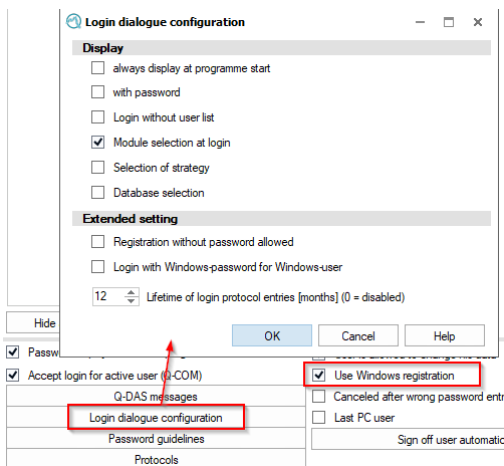 Login dialogue configuration
Display
always display at programme start
with password
Login without user list
Module selection at login
Selection of strategy
Database selection
Extended setting
Registration without password allowed
Login with Windows-password for Windows-user
12 Lifetime of login protocol entries [months] (0 = disabled)
Hide
OK Cancel Help
Accept login for active user (Q-COM) Use Windows registration
Q-DAS messages Canceled after wrong password entr
Login dialogue configuration Last PC user
Password guidelines Sign off user automatic
Protocols